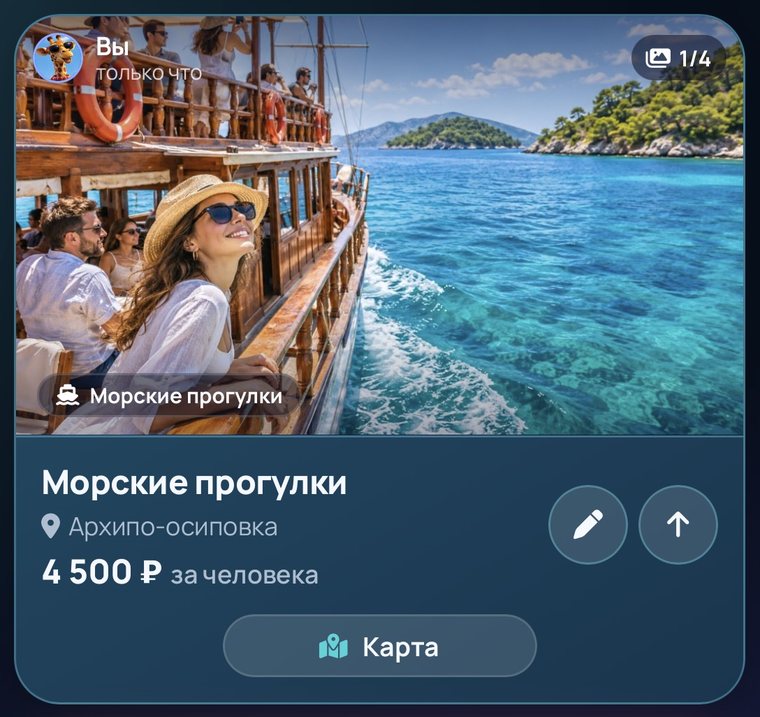 Вы
только что
1/4
Морские прогулки
Морские прогулки
Архипо-осиповка
4 500 ₽ за человека
Карта